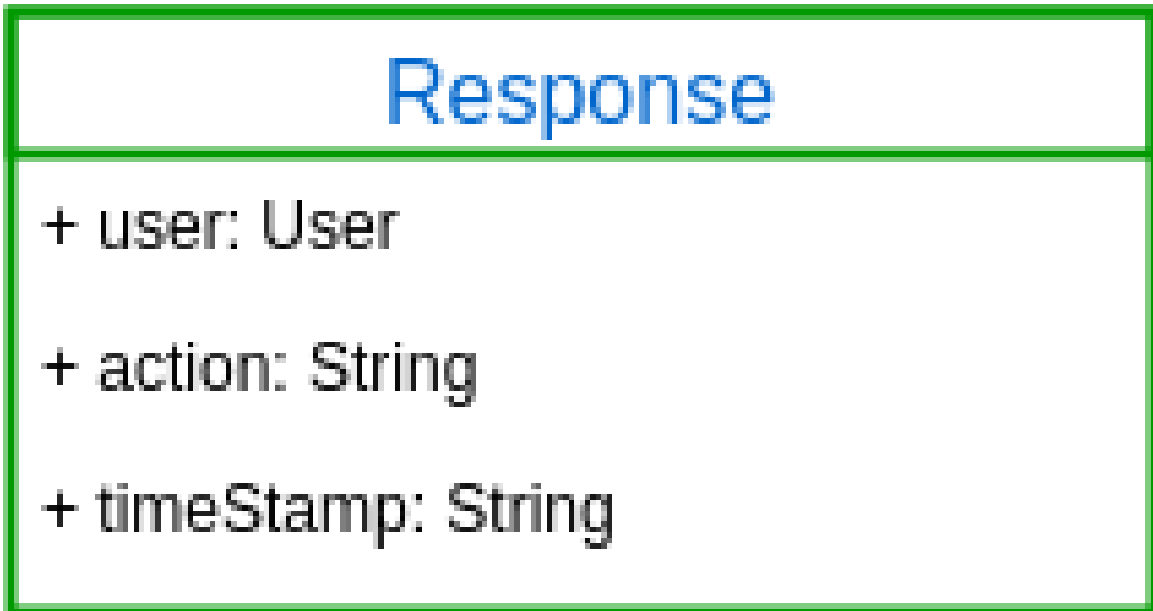 Response
+ user: User
+ action: String
+ timeStamp: String